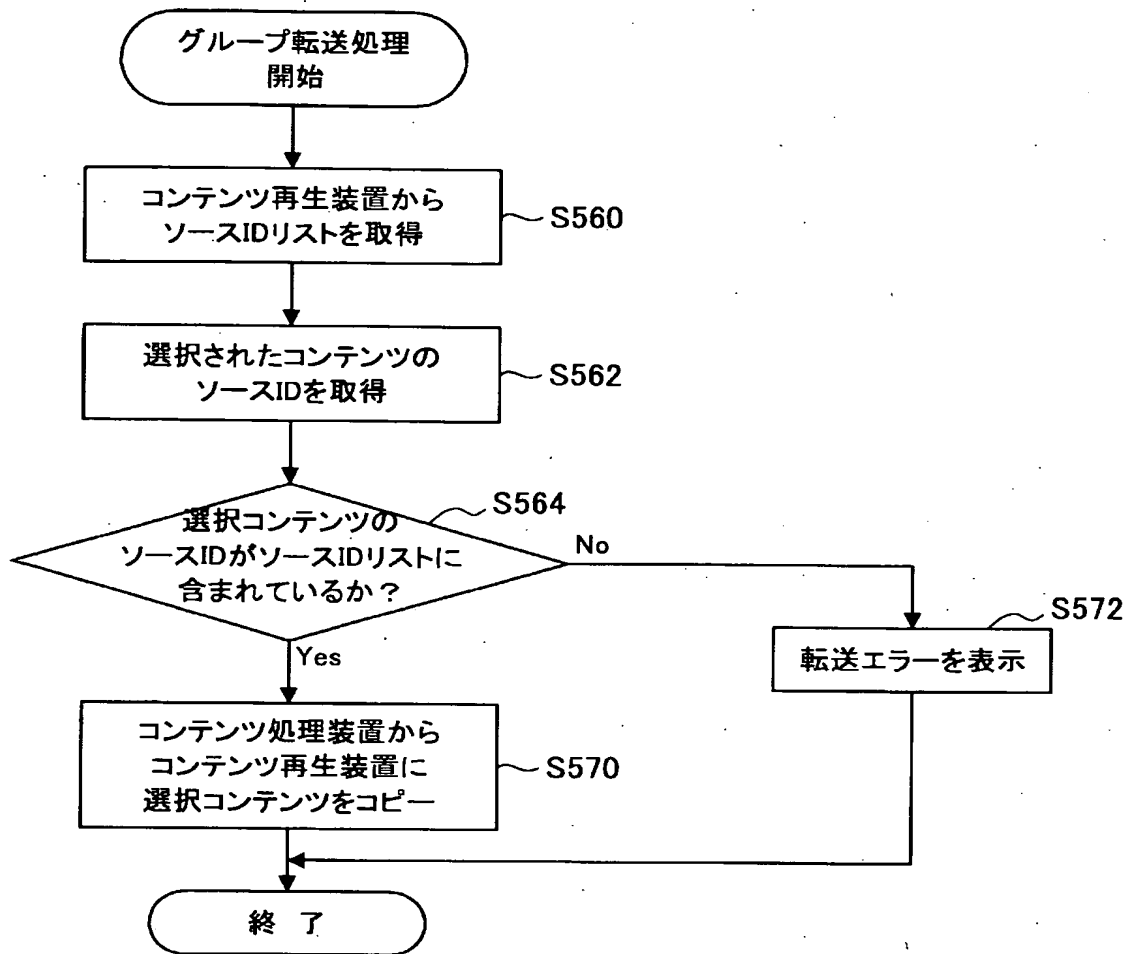 グループ転送処理
開始
コンテンツ再生装置から
ソースIDリストを取得
S560
選択されたコンテンツの
ソースIDを取得
S562
S564
選択コンテンツの
ソースIDがソースIDリストに
含まれているか？
No
Yes
S572
転送エラーを表示
コンテンツ処理装置から
コンテンツ再生装置に
選択コンテンツをコピー
S570
終 了